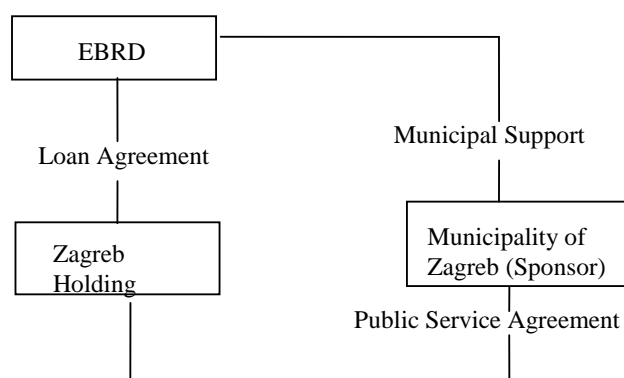 EBRD
Municipal Support
Loan Agreement
Zagreb
Holding
Municipality of
Zagreb (Sponsor)
Public Service Agreement